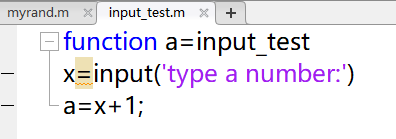 myrand.m × input_test.m × +
function a=input_test
x=input('type a number:')
a=x+1;